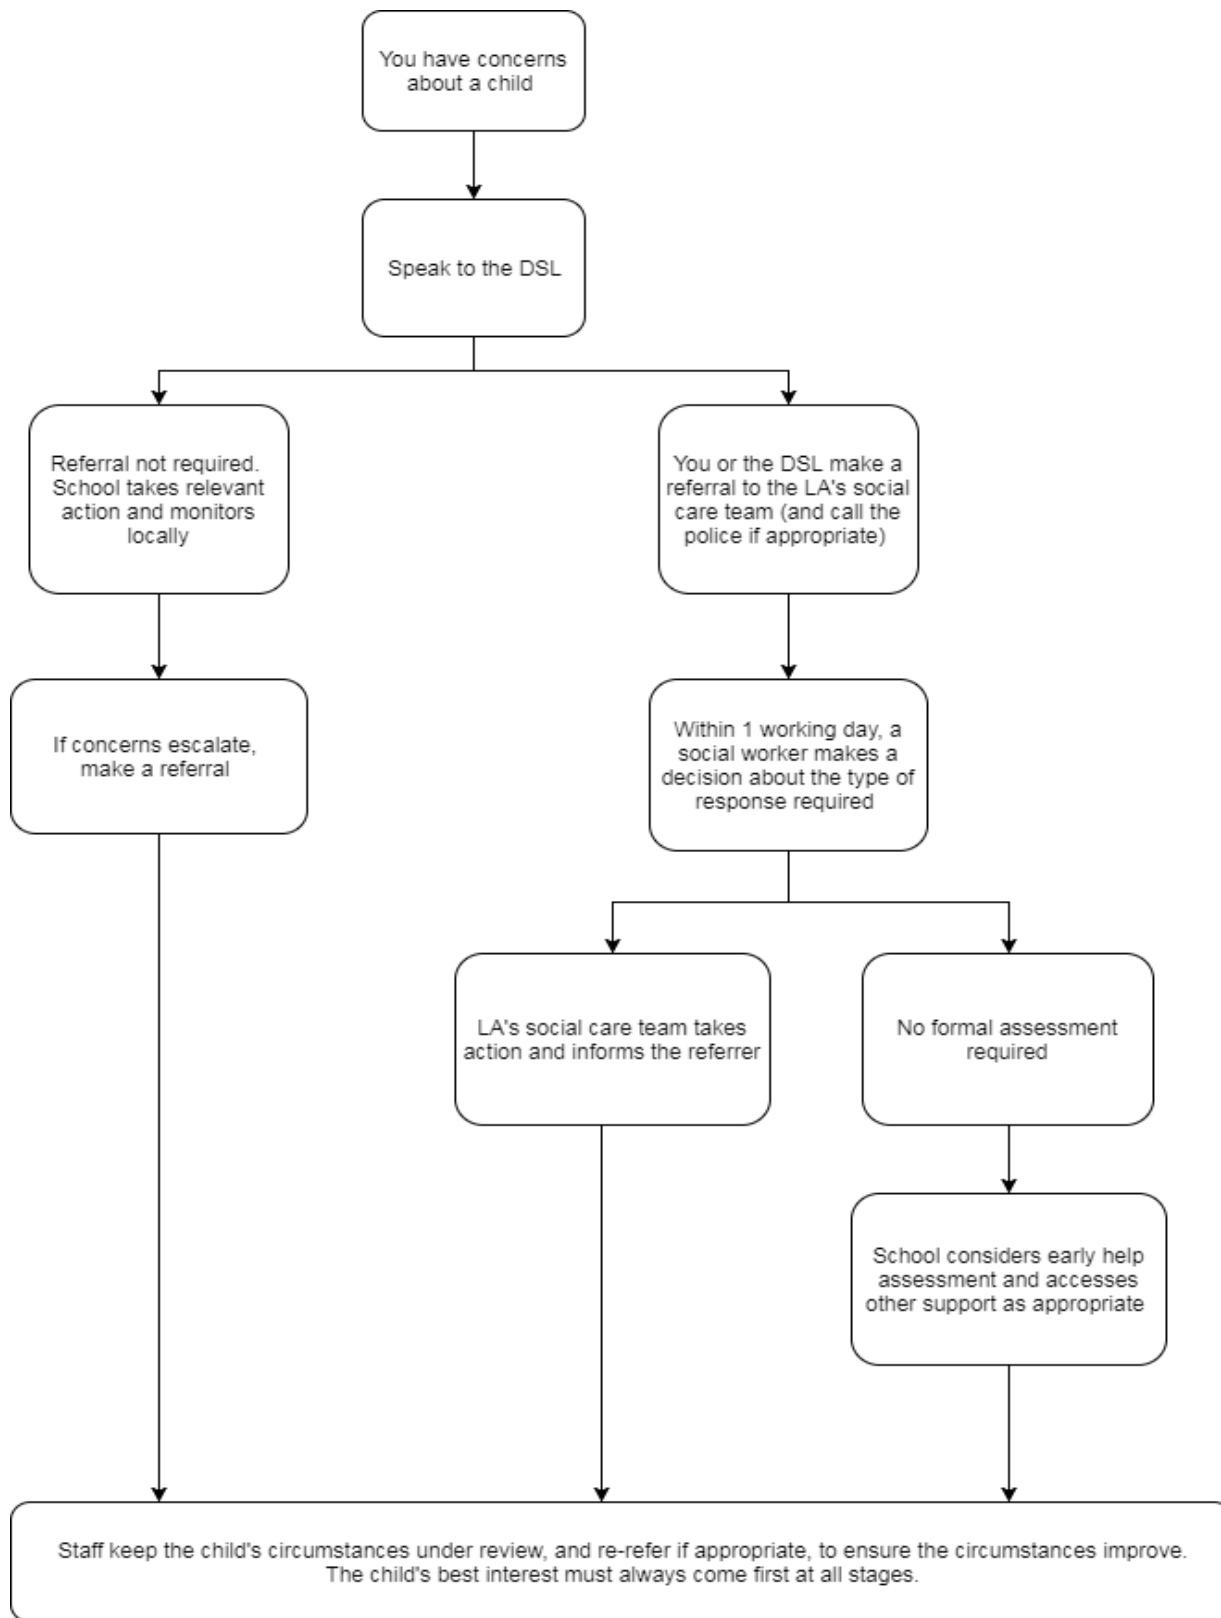 You have concerns
about a child
Speak to the DSL
Referral not required.
School takes relevant
action and monitors
locally
You or the DSL make a
referral to the LA's social
care team (and call the
police if appropriate)
If concerns escalate,
make a referral
Within 1 working day, a
social worker makes a
decision about the type of
response required
LA's social care team takes
action and informs the referrer
No formal assessment
required
School considers early help
assessment and accesses
other support as appropriate
Staff keep the child's circumstances under review, and re-refer if appropriate, to ensure the circumstances improve.
The child's best interest must always come first at all stages.